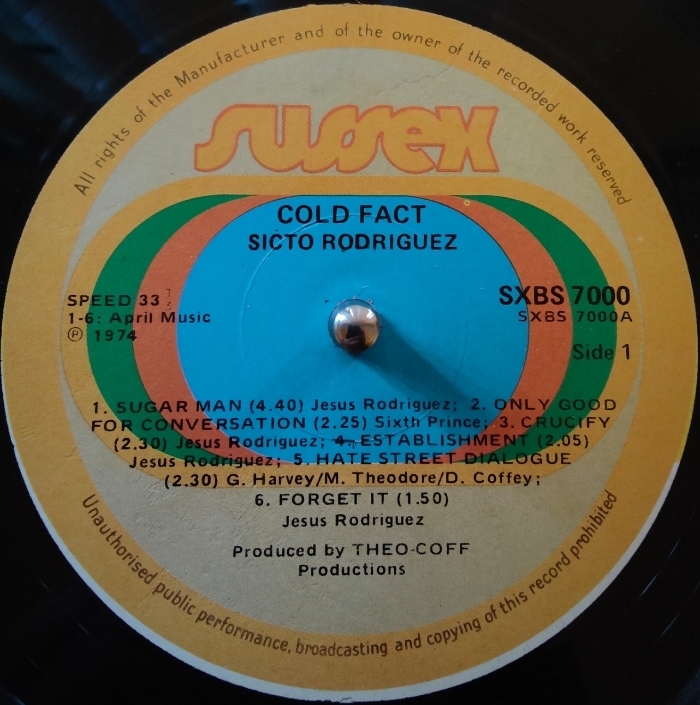 All rights of the Manufacturer and of the owner of the recorded work reserved
sussex
COLD FACT
SICTO RODRIGUEZ
SPEED 33
1-6: April Music
Ⓟ 1974
SXBS 7000
SXBS 7000A
Side 1
1. SUGAR MAN (4.40) Jesus Rodriguez; 2. ONLY GOOD
FOR CONVERSATION (2.25) Sixth Prince; 3. CRUCIFY
(2.30) Jesus Rodriguez; 4. ESTABLISHMENT (2.05)
Jesus Rodriguez; 5. HATE STREET DIALOGUE
(2.30) G. Harvey/M. Theodore/D. Coffey;
6. FORGET IT (1.50)
Jesus Rodriguez
Produced by THEO-COFF
Productions
Unauthorised public performance, broadcasting and copying of this record prohibited